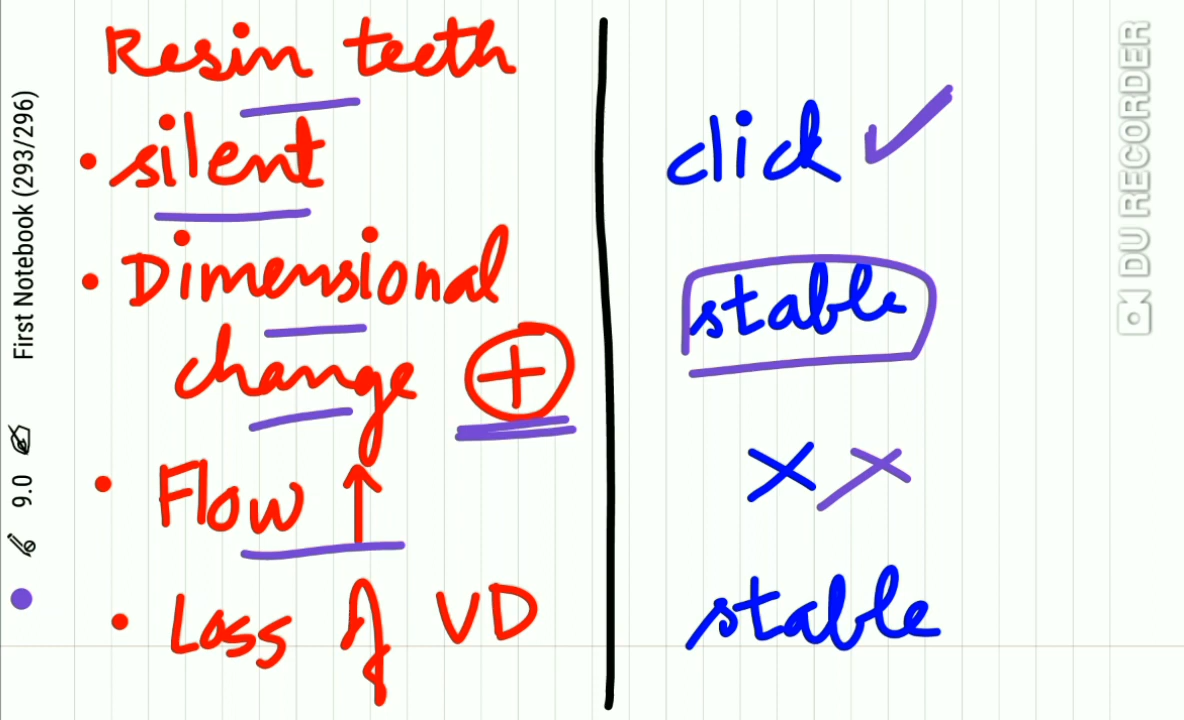 Resin teeth
• silent
click ✓
• Dimensional
change +
stable
• Flow ↑
X X
• Loss of VD
stable
First Notebook (293/296)
9.0
DU RECORDER